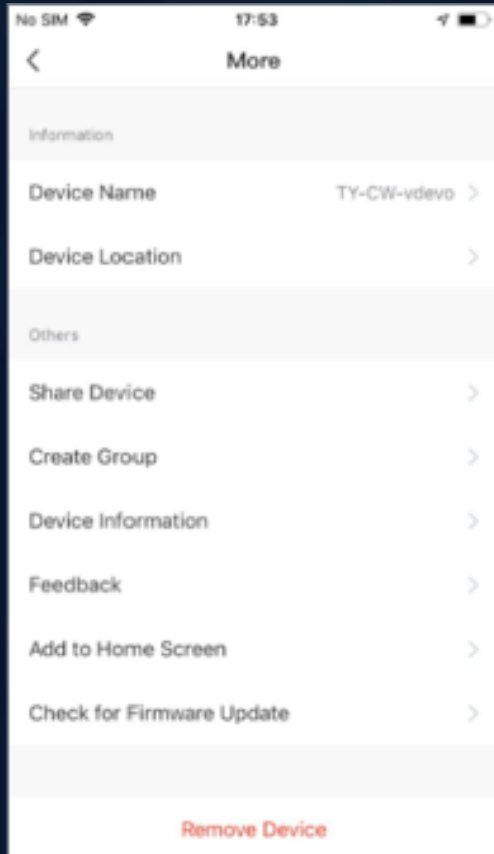 No SIM 17:53
More
Information
Device Name TY-CW-vdevo
Device Location
Others
Share Device
Create Group
Device Information
Feedback
Add to Home Screen
Check for Firmware Update
Remove Device